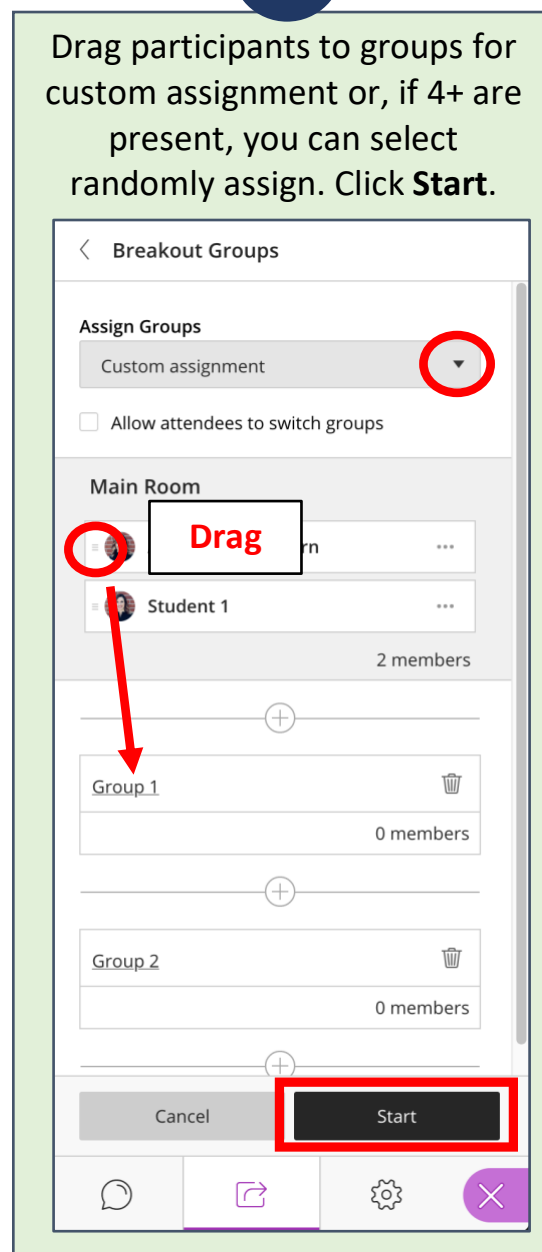 Drag participants to groups for
custom assignment or, if 4+ are
present, you can select
randomly assign. Click Start.
Breakout Groups
Assign Groups
Custom assignment
Allow attendees to switch groups
Main Room
Drag
Student 1
2 members
Group 1
0 members
Group 2
0 members
Cancel Start